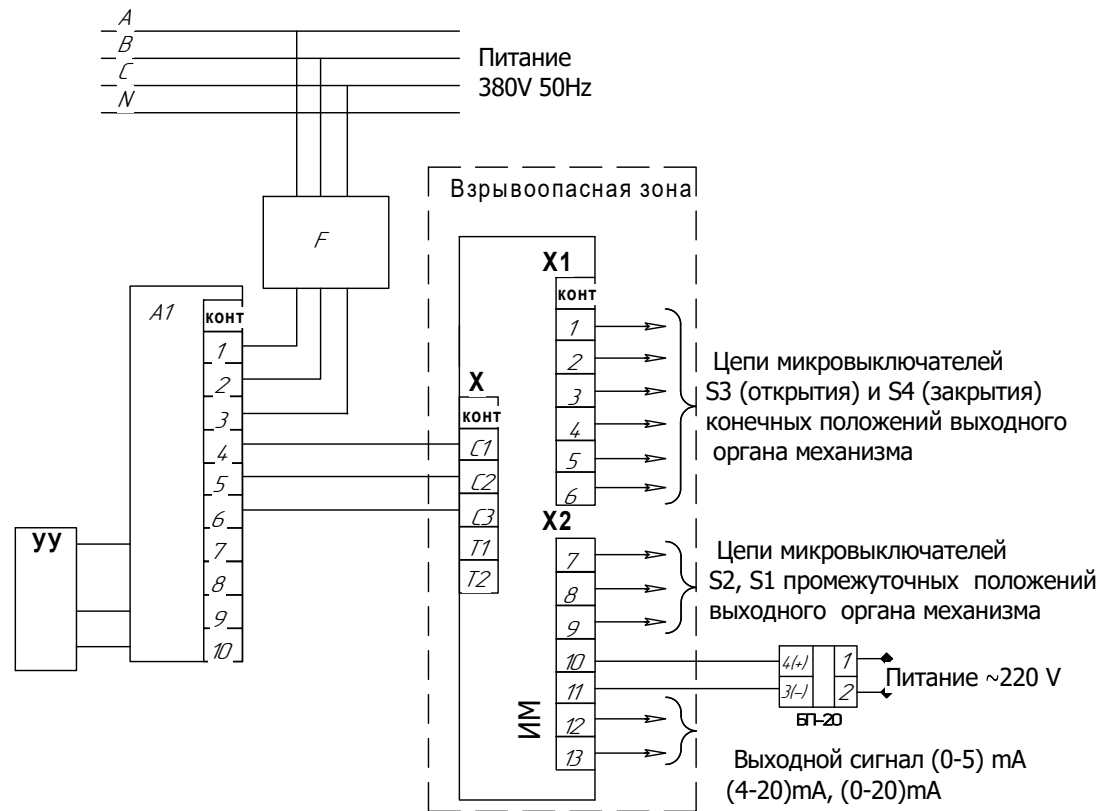 A
B
C
N
Питание
380V 50Hz
F
Взрывоопасная зона
A1
конт
1
2
3
4
5
6
7
8
9
10
УУ
X
конт
C1
C2
C3
T1
T2
X1
конт
1
2
3
4
5
6
Цепи микровыключателей
S3 (открытия) и S4 (закрытия)
конечных положений выходного
органа механизма
X2
7
8
9
10
11
12
13
ИМ
Цепи микровыключателей
S2, S1 промежуточных положений
выходного органа механизма
4(+) 1
3(–) 2
БП-20
Питание ~220 V
Выходной сигнал (0-5) mA
(4-20)mA, (0-20)mA